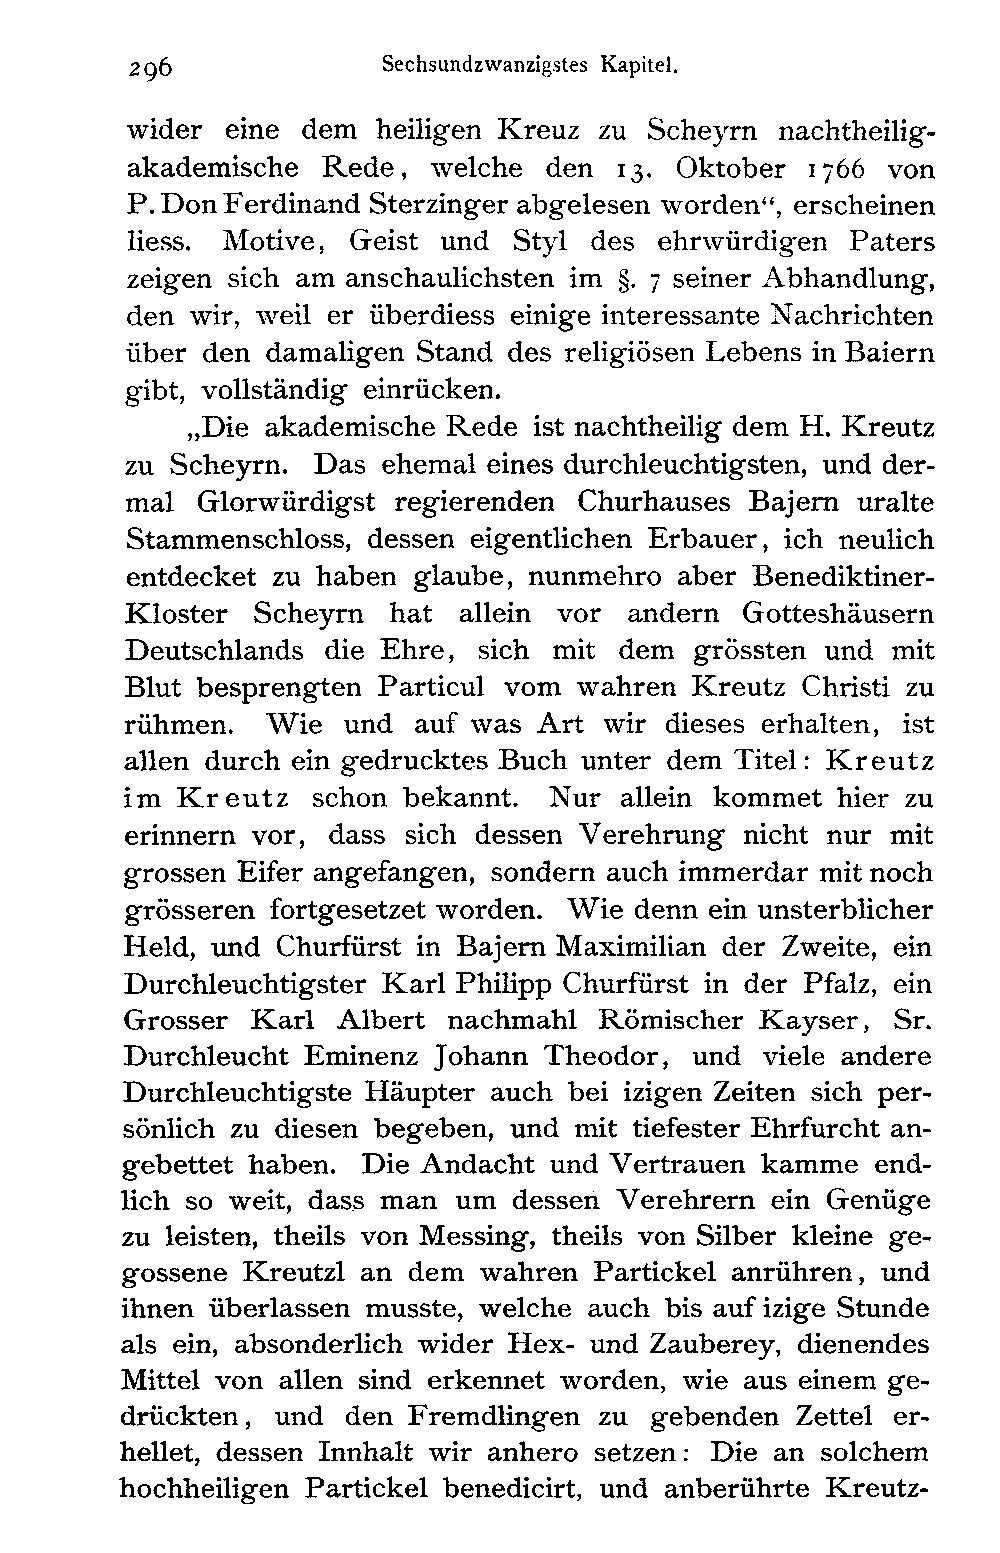 296 Sechsundzwanzigstes Kapitel.
wider eine dem heiligen Kreuz zu Scheyrn nachtheilig-
akademische Rede, welche den 13. Oktober 1766 von
P. Don Ferdinand Sterzinger abgelesen worden“, erscheinen
liess. Motive, Geist und Styl des ehrwürdigen Paters
zeigen sich am anschaulichsten im §. 7 seiner Abhandlung,
den wir, weil er überdiess einige interessante Nachrichten
über den damaligen Stand des religiösen Lebens in Baiern
gibt, vollständig einrücken.
„Die akademische Rede ist nachtheilig dem H. Kreutz
zu Scheyrn. Das ehemal eines durchleuchtigsten, und der-
mal Glorwürdigst regierenden Churhauses Bajern uralte
Stammenschloss, dessen eigentlichen Erbauer, ich neulich
entdecket zu haben glaube, nunmehro aber Benediktiner-
Kloster Scheyrn hat allein vor andern Gotteshäusern
Deutschlands die Ehre, sich mit dem grössten und mit
Blut besprengten Particul vom wahren Kreutz Christi zu
rühmen. Wie und auf was Art wir dieses erhalten, ist
allen durch ein gedrucktes Buch unter dem Titel: Kreutz
im Kreutz schon bekannt. Nur allein kommet hier zu
erinnern vor, dass sich dessen Verehrung nicht nur mit
grossen Eifer angefangen, sondern auch immerdar mit noch
grösseren fortgesetzet worden. Wie denn ein unsterblicher
Held, und Churfürst in Bajern Maximilian der Zweite, ein
Durchleuchtigster Karl Philipp Churfürst in der Pfalz, ein
Grosser Karl Albert nachmahl Römischer Kayser, Sr.
Durchleucht Eminenz Johann Theodor, und viele andere
Durchleuchtigste Häupter auch bei izigen Zeiten sich per-
sönlich zu diesen begeben, und mit tiefester Ehrfurcht an-
gebettet haben. Die Andacht und Vertrauen kamme end-
lich so weit, dass man um dessen Verehrern ein Genüge
zu leisten, theils von Messing, theils von Silber kleine ge-
gossene Kreutzl an dem wahren Partickel anrühren, und
ihnen überlassen musste, welche auch bis auf izige Stunde
als ein, absonderlich wider Hex- und Zauberey, dienendes
Mittel von allen sind erkennet worden, wie aus einem ge-
drückten, und den Fremdlingen zu gebenden Zettel er-
hellet, dessen Innhalt wir anhero setzen: Die an solchem
hochheiligen Partickel benedicirt, und anberührte Kreutz-